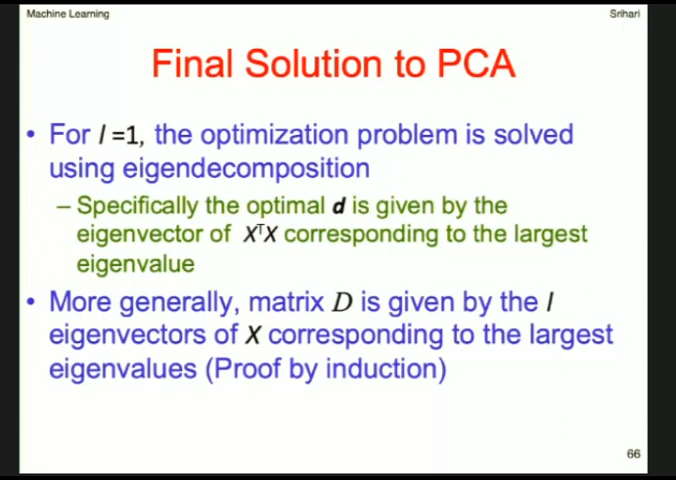 Machine Learning
Srihari
Final Solution to PCA
• For l =1, the optimization problem is solved
using eigendecomposition
– Specifically the optimal d is given by the
eigenvector of XᵀX corresponding to the largest
eigenvalue
• More generally, matrix D is given by the l
eigenvectors of X corresponding to the largest
eigenvalues (Proof by induction)
66